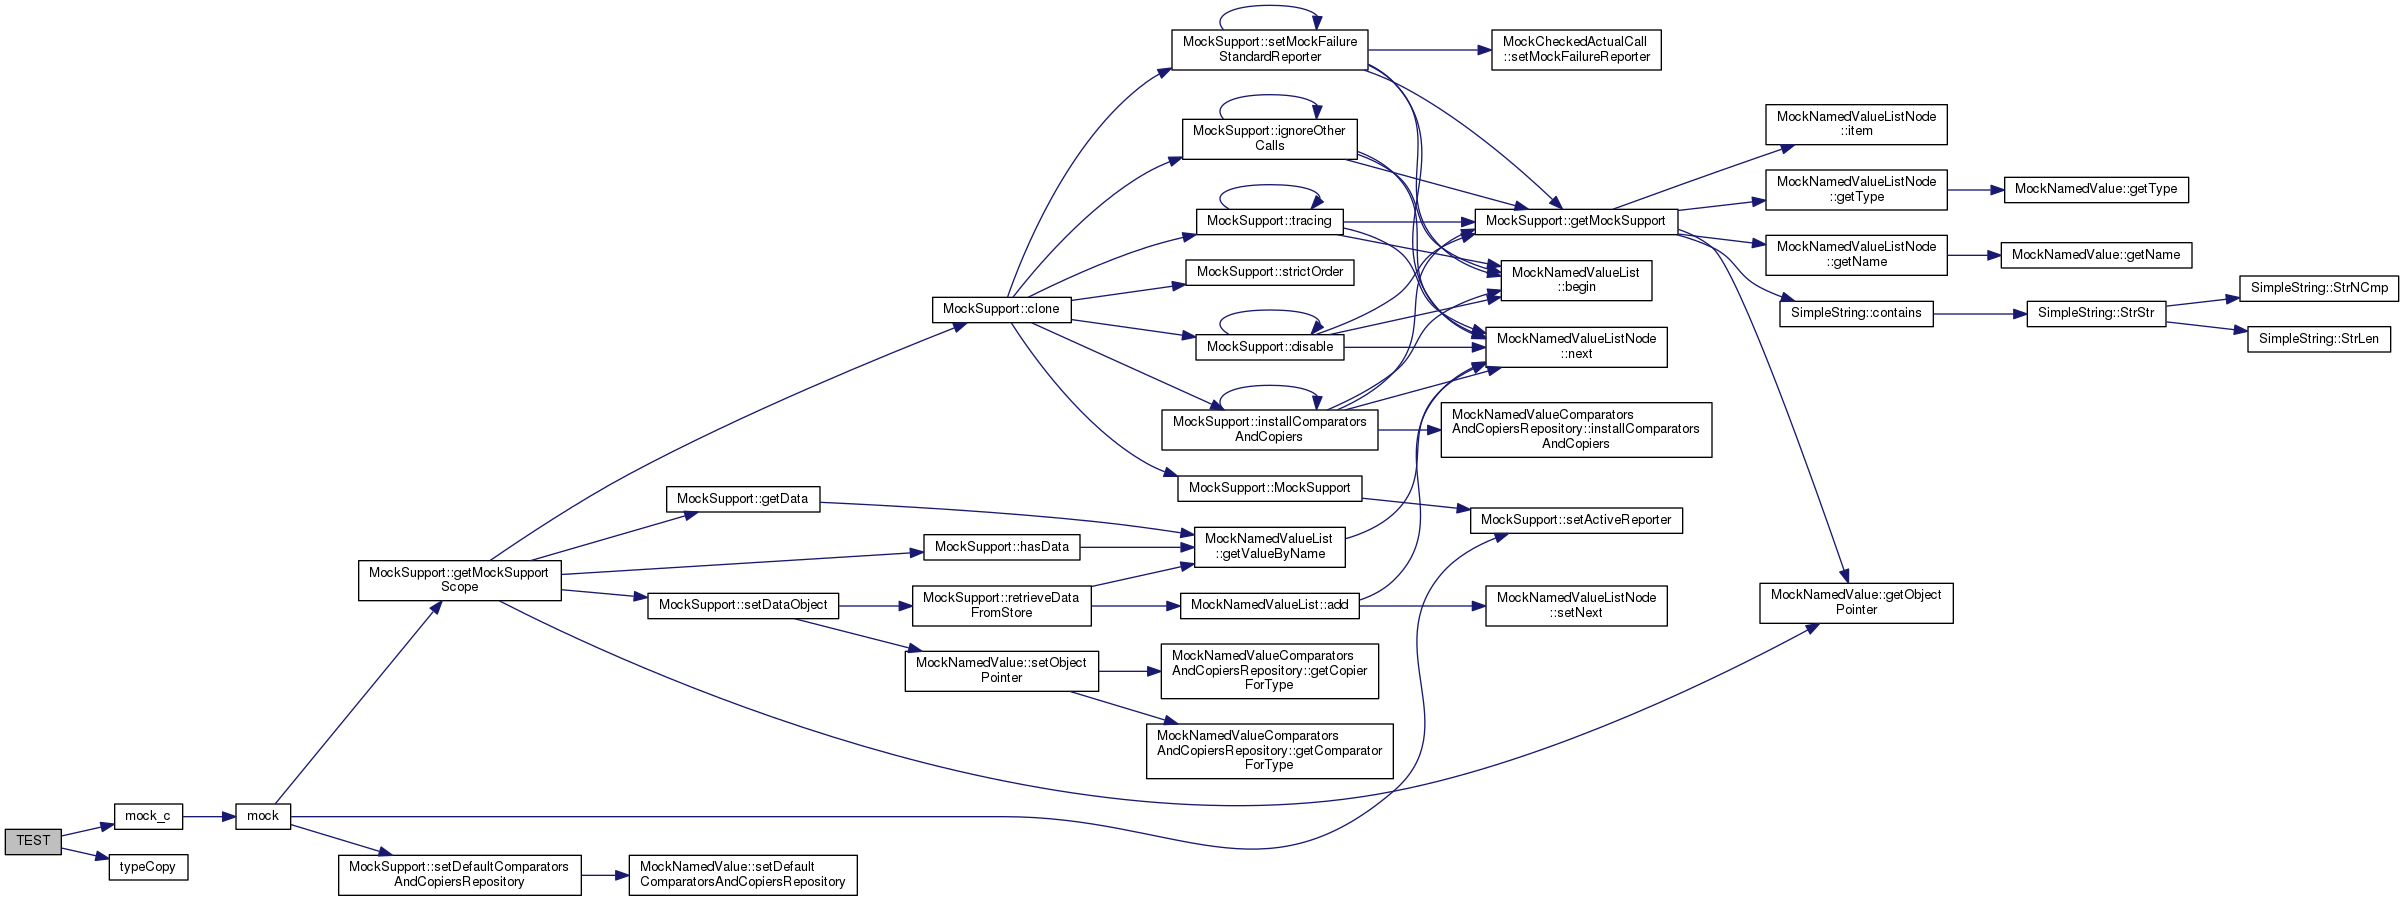 TEST
mock_c
typeCopy
mock
MockSupport::getMockSupport
Scope
MockSupport::setDefaultComparators
AndCopiersRepository
MockNamedValue::setDefault
ComparatorsAndCopiersRepository
MockSupport::getData
MockSupport::setDataObject
MockSupport::clone
MockSupport::hasData
MockSupport::retrieveData
FromStore
MockNamedValue::setObject
Pointer
MockSupport::setMockFailure
StandardReporter
MockSupport::ignoreOther
Calls
MockSupport::tracing
MockSupport::strictOrder
MockSupport::disable
MockSupport::installComparators
AndCopiers
MockSupport::MockSupport
MockNamedValueList
::getValueByName
MockNamedValueList::add
MockNamedValueComparators
AndCopiersRepository::getCopier
ForType
MockNamedValueComparators
AndCopiersRepository::getComparator
ForType
MockCheckedActualCall
::setMockFailureReporter
MockSupport::getMockSupport
MockNamedValueList
::begin
MockNamedValueListNode
::next
MockNamedValueComparators
AndCopiersRepository::installComparators
AndCopiers
MockSupport::setActiveReporter
MockNamedValueListNode
::setNext
MockNamedValueListNode
::item
MockNamedValueListNode
::getType
MockNamedValueListNode
::getName
SimpleString::contains
MockNamedValue::getObject
Pointer
MockNamedValue::getType
MockNamedValue::getName
SimpleString::StrStr
SimpleString::StrNCmp
SimpleString::StrLen